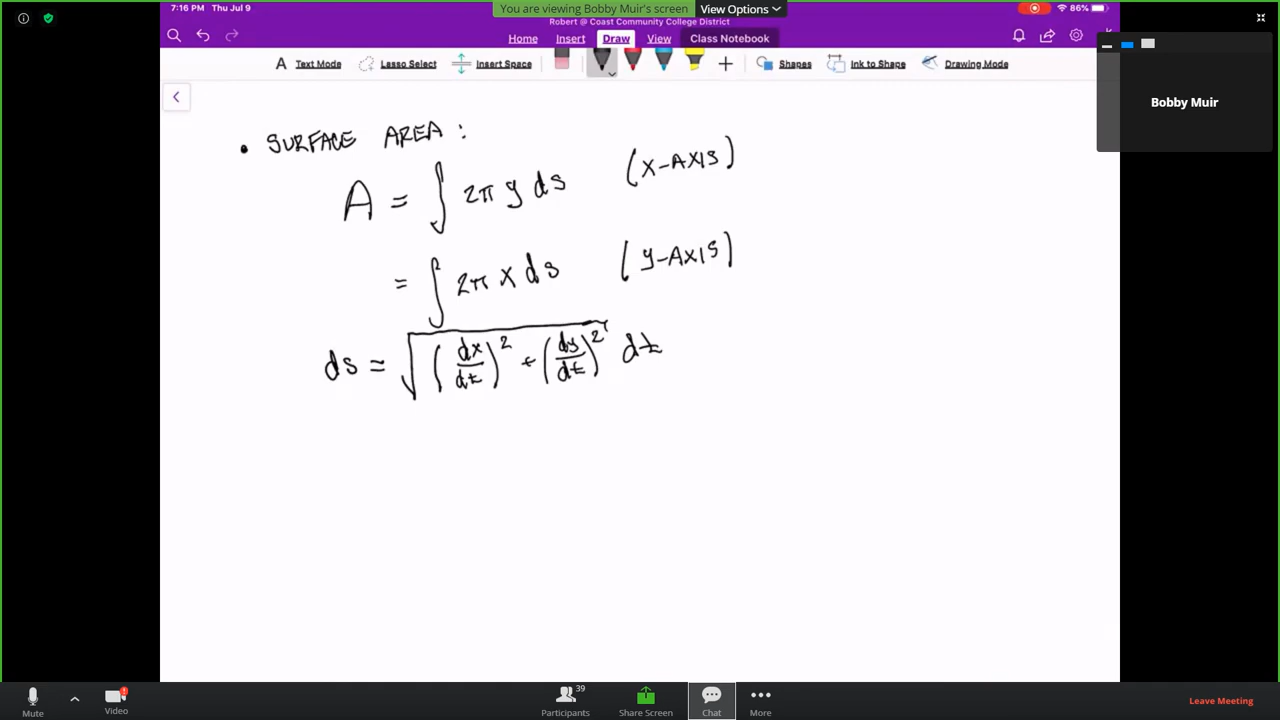 7:16 PM Thu Jul 9
You are viewing Bobby Muir's screen View Options
86%
Robert @ Coast Community College District
Home Insert Draw View Class Notebook
A Text Mode Lasso Select Insert Space Shapes Ink to Shape Drawing Mode
Bobby Muir
• SURFACE AREA:
A = ∫ 2π y ds (X-AXIS)
= ∫ 2π x ds (y-AXIS)
ds = √((dx/dt)² + (dy/dt)²) dt
Mute
Video
Participants 39
Share Screen
Chat
More
Leave Meeting